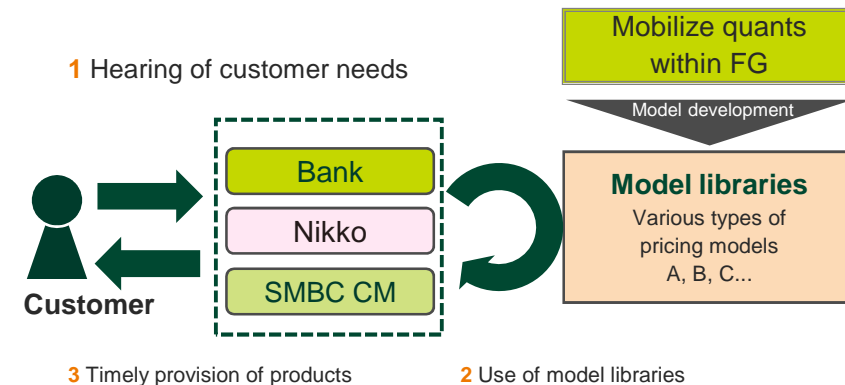 Mobilize quants
within FG
1 Hearing of customer needs
Model development
Bank
Nikko
SMBC CM
Customer
Model libraries
Various types of
pricing models
A, B, C...
3 Timely provision of products
2 Use of model libraries